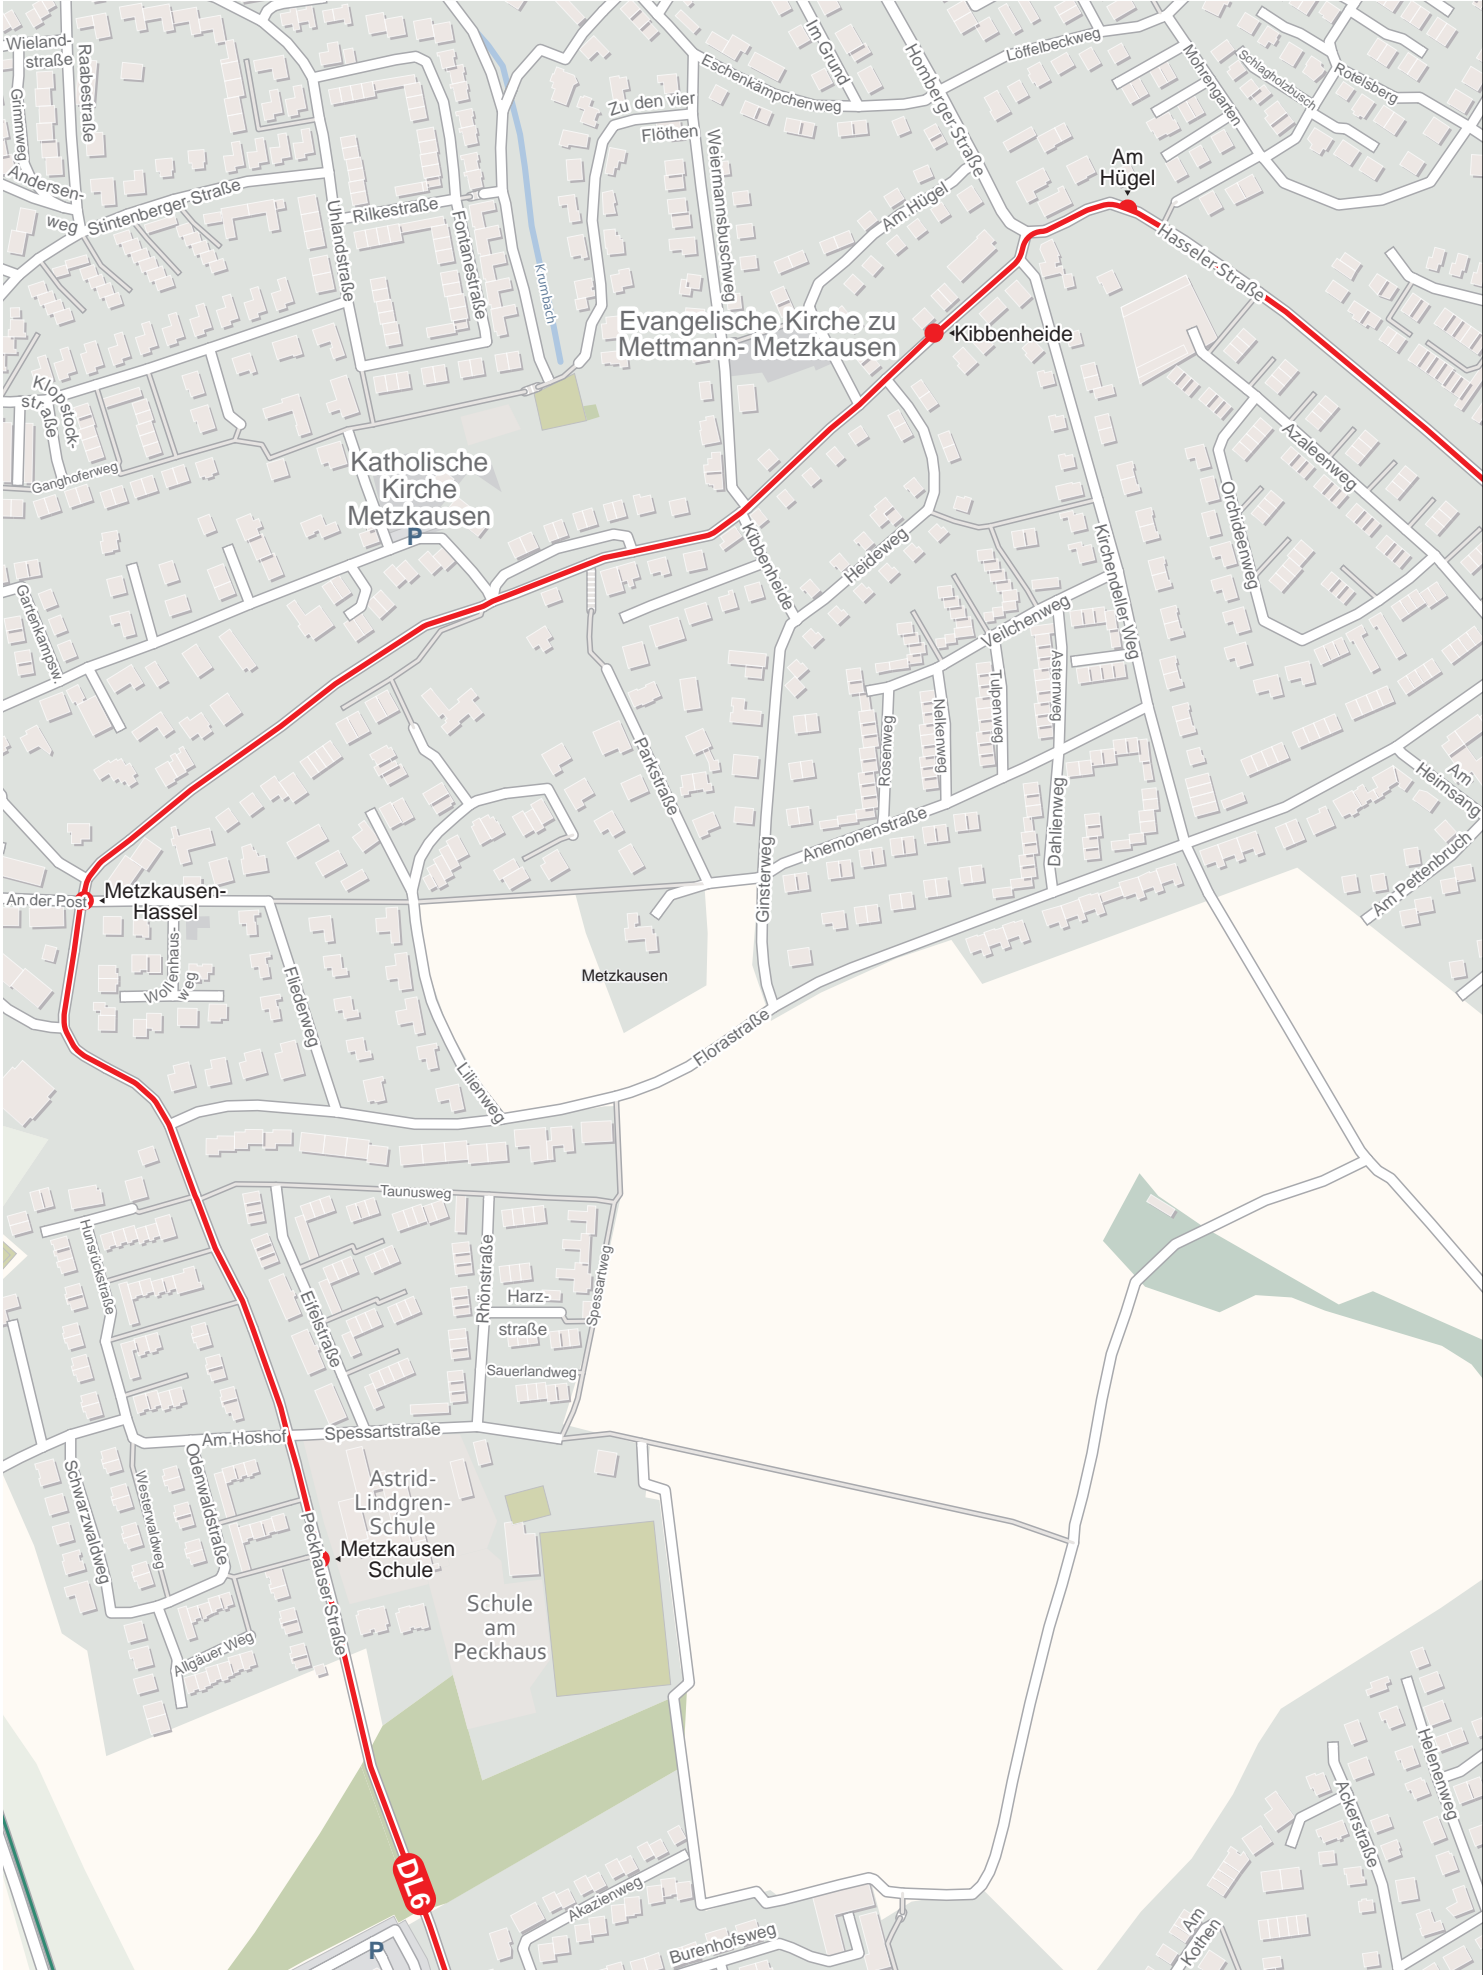 Wieland-
straße
Raabestraße
Grimmweg
Andersen-
weg
Stintenberger Straße
Uhlandstraße
Rilkestraße
Fontanestraße
Krumbach
Zu den vier
Flöthen
Weiermannsbuschweg
Eschenkämpchenweg
Im Grund
Homberger Straße
Löffelbeckweg
Mohrengarten
Schlagholzbusch
Rotelsberg
Am
Hügel
Am Hügel
Hasseler-Straße
Evangelische Kirche zu
Mettmann- Metzkausen
Kibbenheide
Klopstock-
straße
Ganghoferweg
Katholische
Kirche
Metzkausen
P
Kibbenheide
Heideweg
Kirchendeller Weg
Azaleenweg
Orchideenweg
Gartenkampsw.
Veilchenweg
Asternweg
Tulpenweg
Nelkenweg
Rosenweg
Parkstraße
Ginsterweg
Anemonenstraße
Dahlienweg
Am
Heimsang
Am Pettenbruch
An der Post
Metzkausen-
Hassel
Wollenhaus-
weg
Fliederweg
Lilienweg
Metzkausen
Florastraße
Taunusweg
Hunsrückstraße
Eifelstraße
Rhönstraße
Harz-
straße
Spessartweg
Sauerlandweg
Am Hoshof
Spessartstraße
Schwarzwaldweg
Westerwaldweg
Odenwaldstraße
Peckhauser-Straße
Astrid-
Lindgren-
Schule
Metzkausen
Schule
Schule
am
Peckhaus
Allgäuer Weg
Helenenweg
Ackerstraße
DL6
Akazienweg
Burenhofsweg
Am
Kothen
P